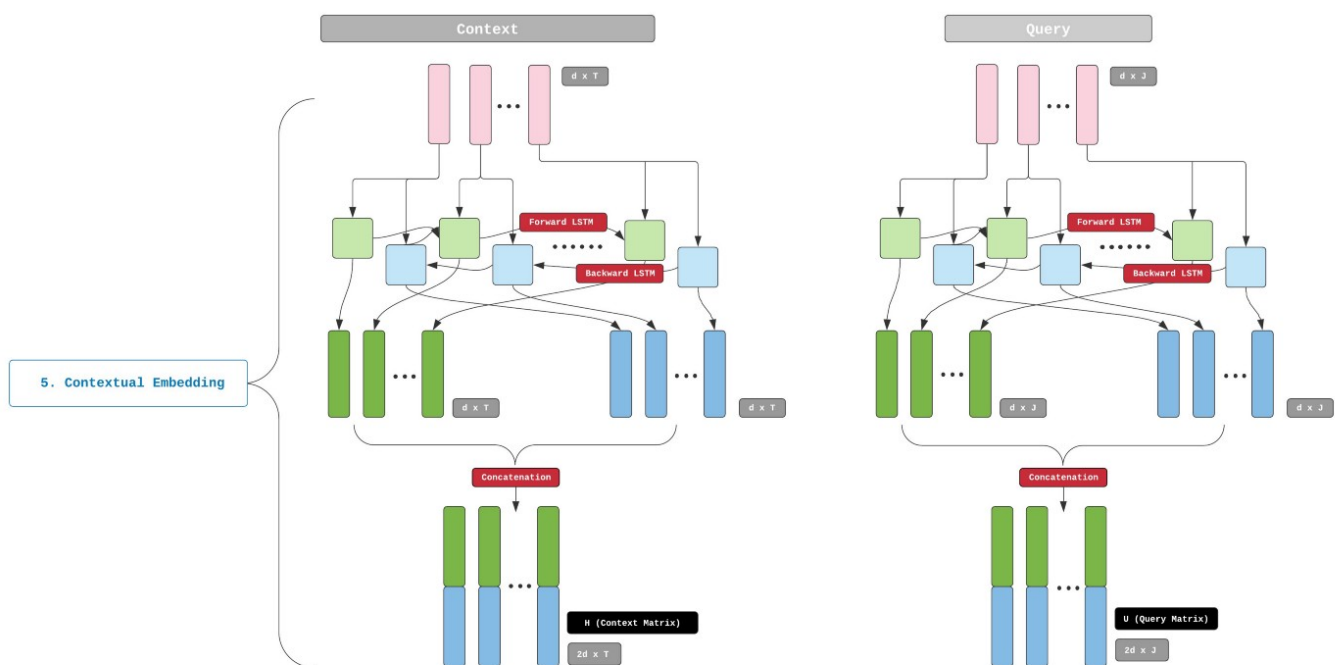 Context
Query
d x T
d x J
Forward LSTM
Forward LSTM
Backward LSTM
Backward LSTM
5. Contextual Embedding
d x T
d x T
d x J
d x J
Concatenation
Concatenation
H (Context Matrix)
U (Query Matrix)
2d x T
2d x J